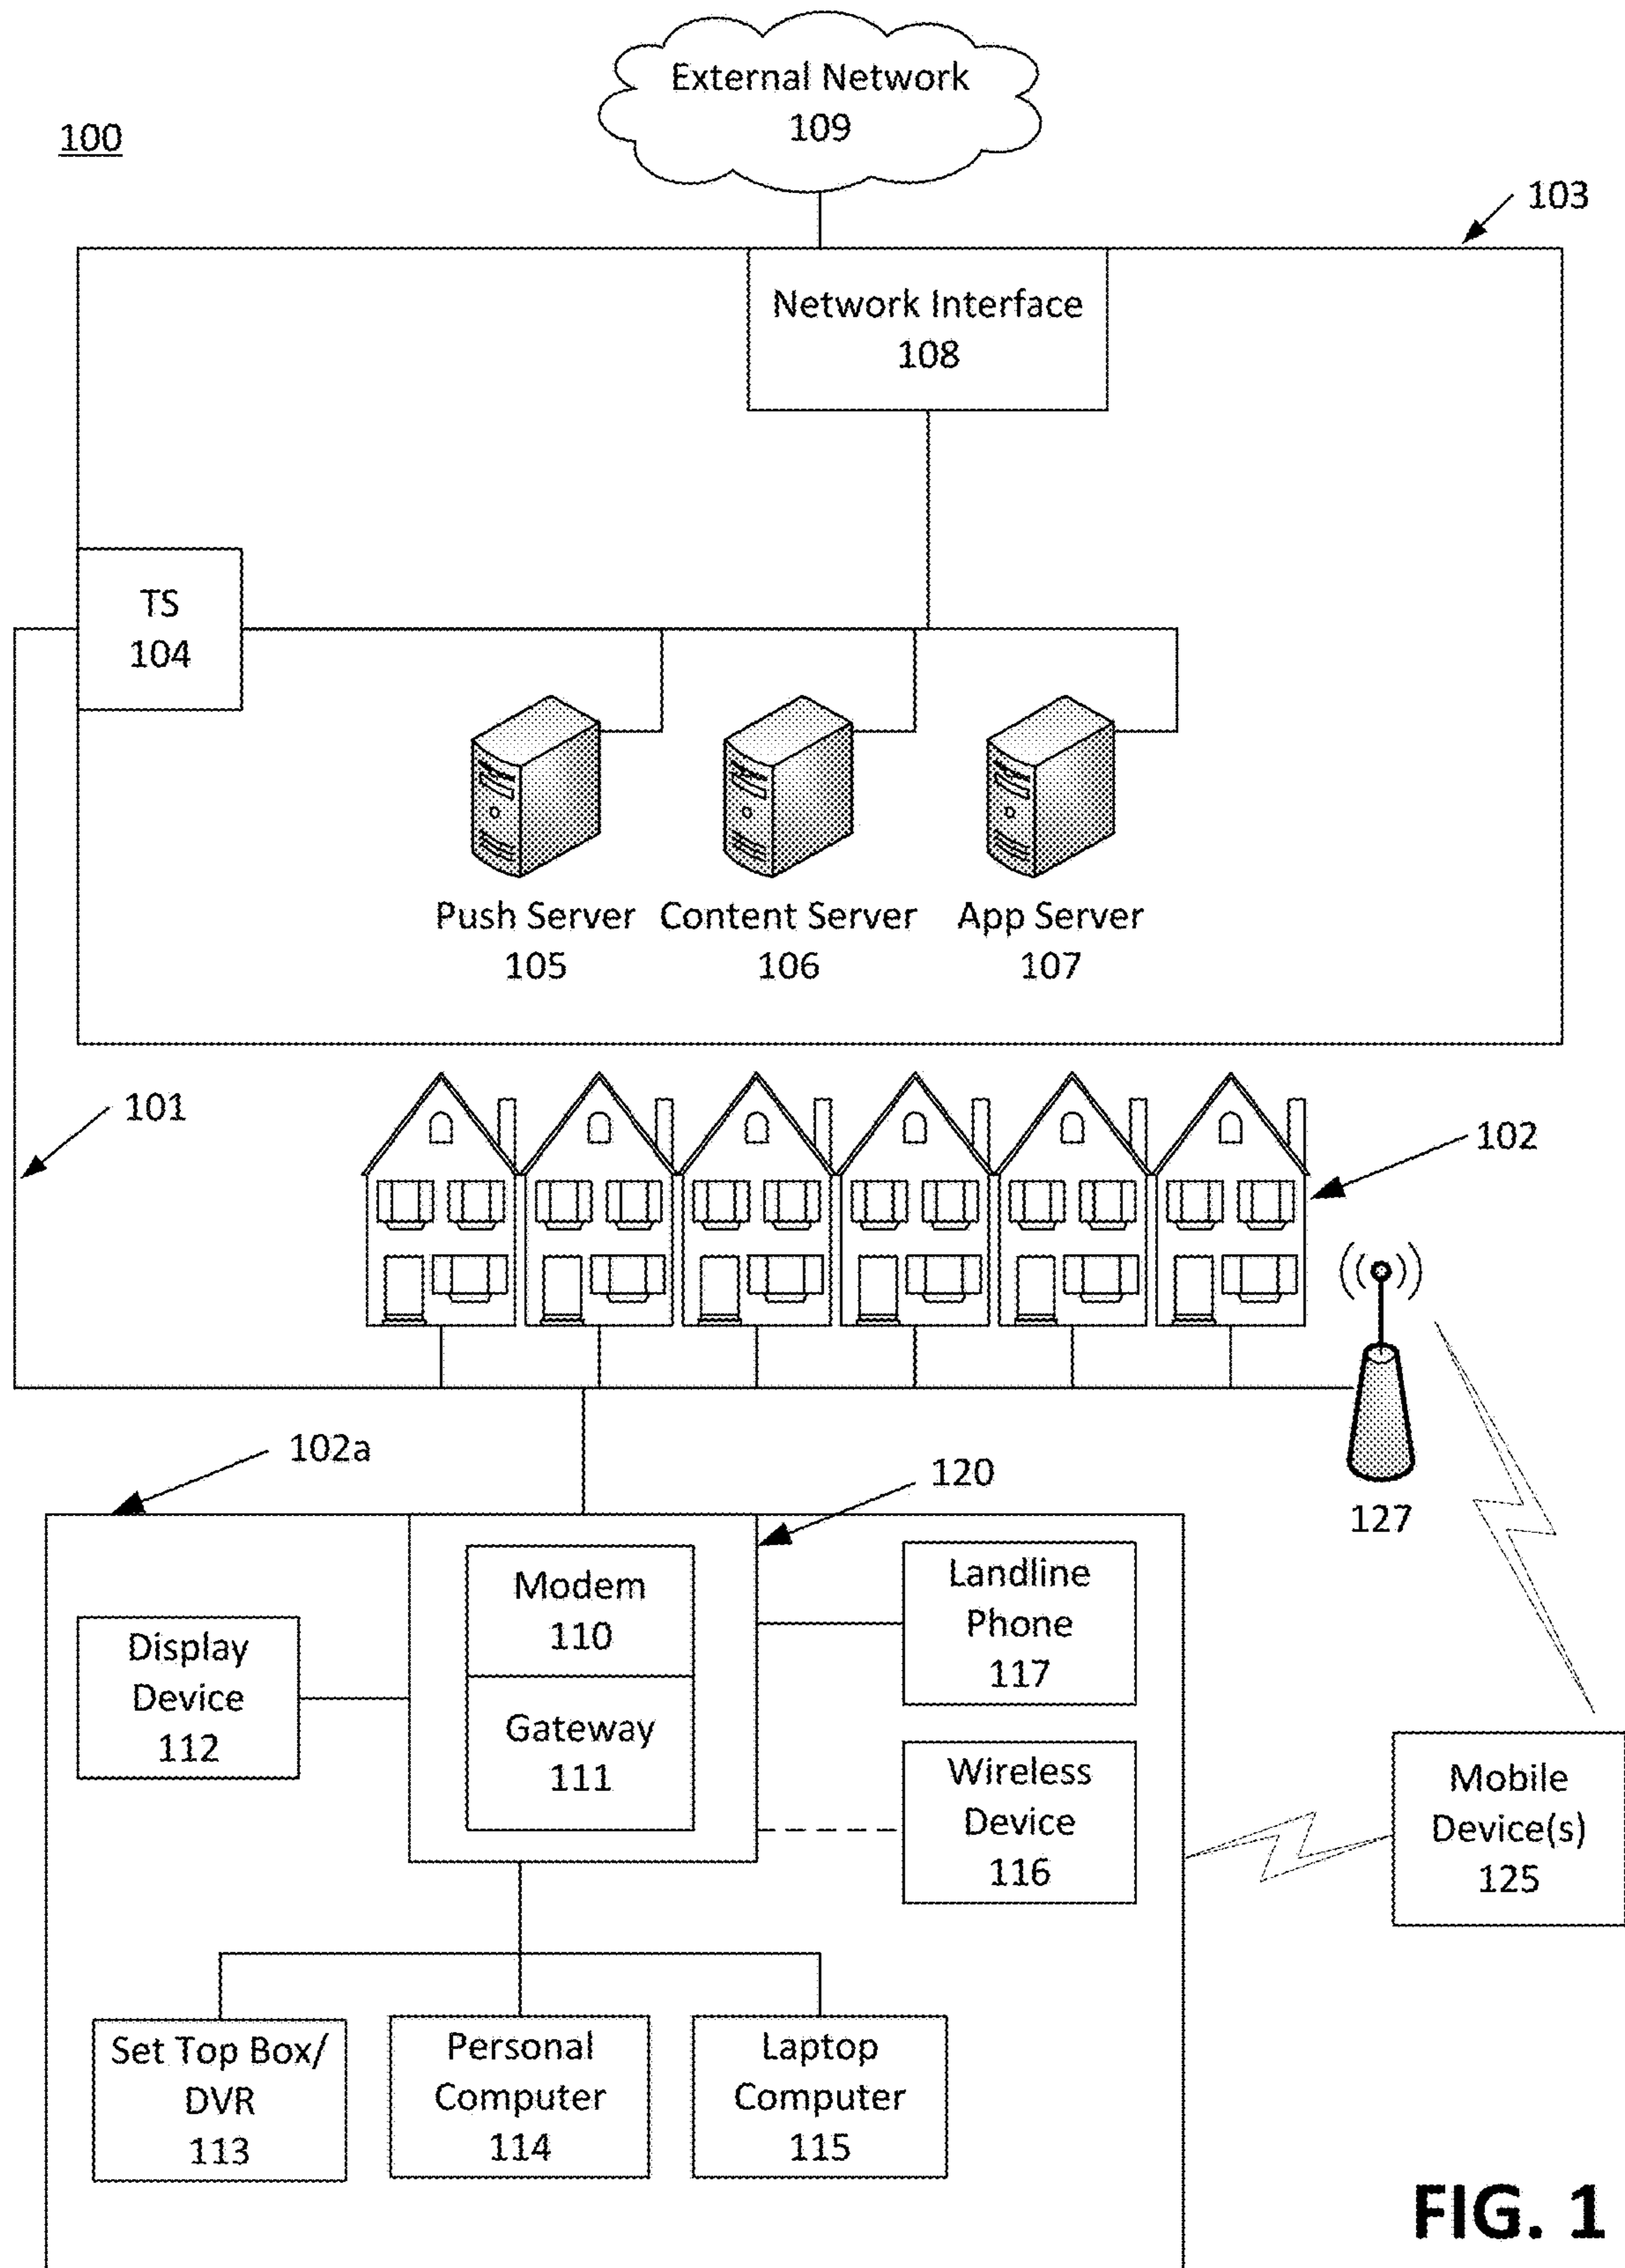 External Network
109
100
103
Network Interface
108
TS
104
Push Server
105
Content Server
106
App Server
107
101
102
127
102a
120
Modem
110
Gateway
111
Display
Device
112
Landline
Phone
117
Wireless
Device
116
Mobile
Device(s)
125
Set Top Box/
DVR
113
Personal
Computer
114
Laptop
Computer
115
FIG. 1